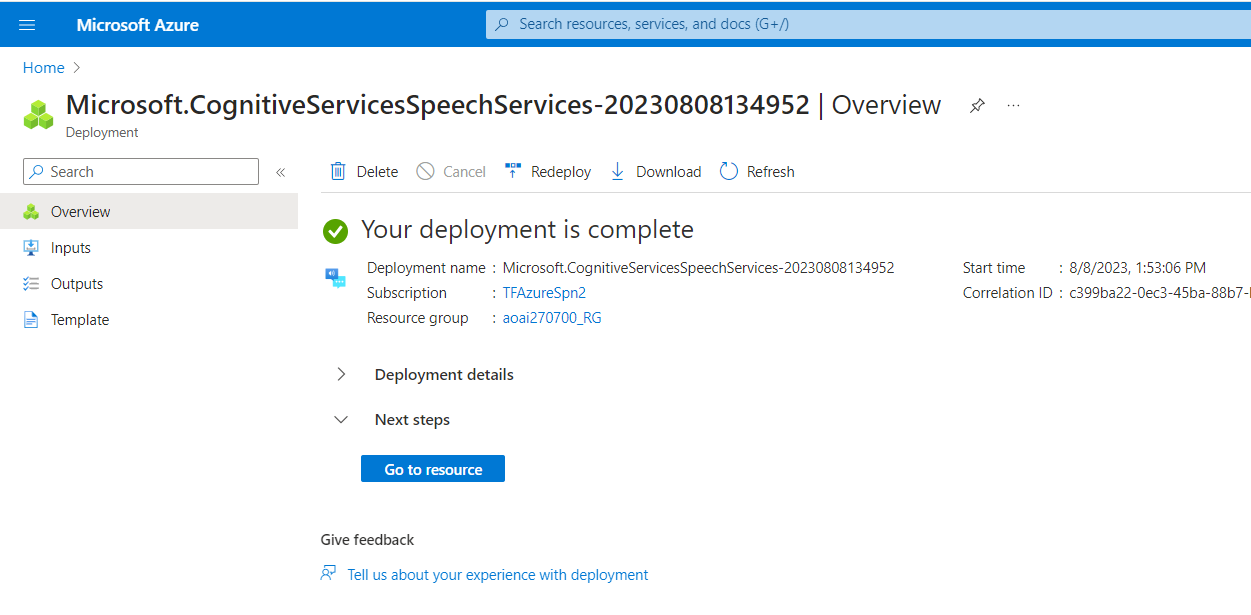 Microsoft Azure
Search resources, services, and docs (G+/)
Home
Microsoft.CognitiveServicesSpeechServices-20230808134952 | Overview
Deployment
Search
Delete
Cancel
Redeploy
Download
Refresh
Overview
Inputs
Outputs
Template
Your deployment is complete
Deployment name : Microsoft.CognitiveServicesSpeechServices-20230808134952
Subscription : TFAzureSpn2
Resource group : aoai270700_RG
Start time : 8/8/2023, 1:53:06 PM
Correlation ID : c399ba22-0ec3-45ba-88b7-
Deployment details
Next steps
Go to resource
Give feedback
Tell us about your experience with deployment